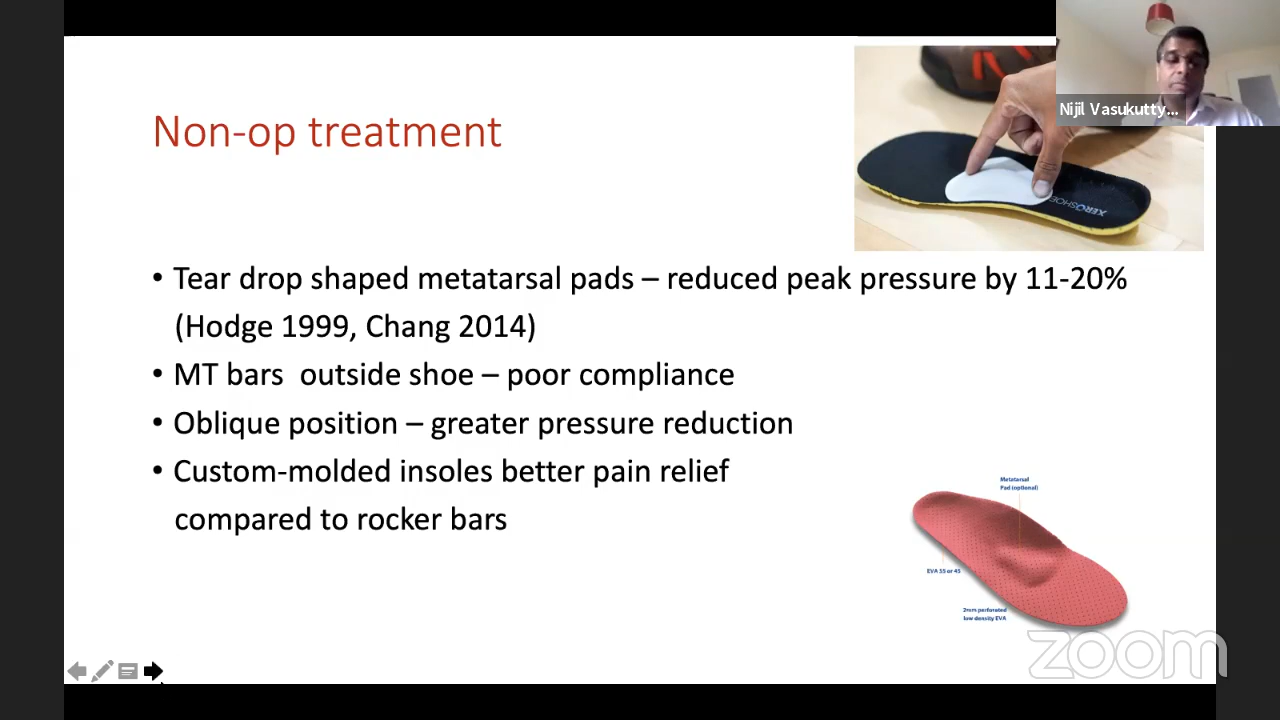 Nijil Vasukutty...
Non-op treatment
XEROSHOE
• Tear drop shaped metatarsal pads – reduced peak pressure by 11-20%
(Hodge 1999, Chang 2014)
• MT bars  outside shoe – poor compliance
• Oblique position – greater pressure reduction
• Custom-molded insoles better pain relief
compared to rocker bars
Metatarsal
Pad (optional)
EVA 35 or 45
2mm perforated
low density EVA
zoom